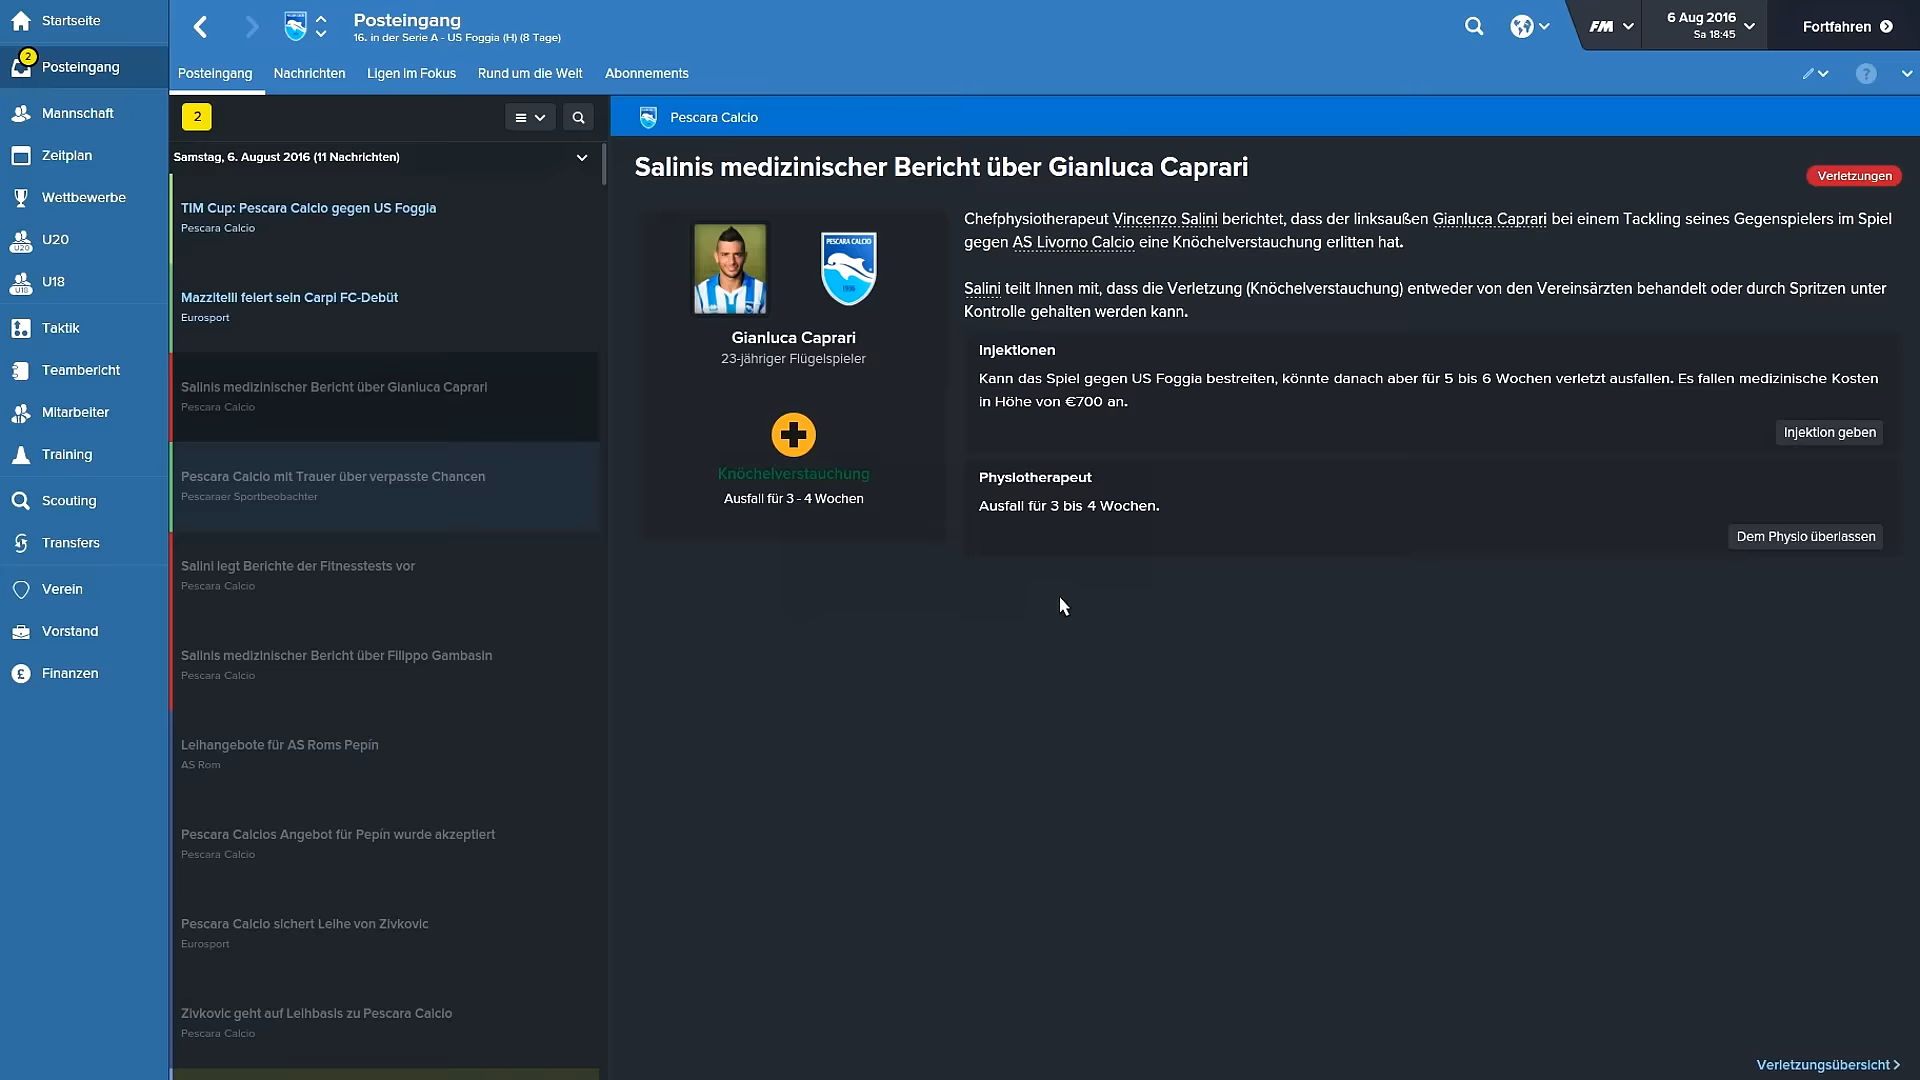 Startseite
2
Posteingang
Mannschaft
Zeitplan
Wettbewerbe
U20
U20
U18
U18
Taktik
Teambericht
Mitarbeiter
Training
Scouting
Transfers
Verein
Vorstand
£
Finanzen
Posteingang
16. in der Serie A - US Foggia (H) (8 Tage)
FM
6 Aug 2016
Sa 18:45
Fortfahren
Posteingang
Nachrichten
Ligen im Fokus
Rund um die Welt
Abonnements
?
2
Samstag, 6. August 2016 (11 Nachrichten)
TIM Cup: Pescara Calcio gegen US Foggia
Pescara Calcio
Mazzitelli feiert sein Carpi FC-Debüt
Eurosport
Salinis medizinischer Bericht über Gianluca Caprari
Pescara Calcio
Pescara Calcio mit Trauer über verpasste Chancen
Pescaraer Sportbeobachter
Salini legt Berichte der Fitnesstests vor
Pescara Calcio
Salinis medizinischer Bericht über Filippo Gambasin
Pescara Calcio
Leihangebote für AS Roms Pepín
AS Rom
Pescara Calcios Angebot für Pepín wurde akzeptiert
Pescara Calcio
Pescara Calcio sichert Leihe von Zivkovic
Eurosport
Zivkovic geht auf Leihbasis zu Pescara Calcio
Pescara Calcio
Pescara Calcio
Salinis medizinischer Bericht über Gianluca Caprari
Verletzungen
PESCARA CALCIO
1936
Gianluca Caprari
23-jähriger Flügelspieler
Knöchelverstauchung
Ausfall für 3 - 4 Wochen
Chefphysiotherapeut Vincenzo Salini berichtet, dass der linksaußen Gianluca Caprari bei einem Tackling seines Gegenspielers im Spiel
gegen AS Livorno Calcio eine Knöchelverstauchung erlitten hat.
Salini teilt Ihnen mit, dass die Verletzung (Knöchelverstauchung) entweder von den Vereinsärzten behandelt oder durch Spritzen unter
Kontrolle gehalten werden kann.
Injektionen
Kann das Spiel gegen US Foggia bestreiten, könnte danach aber für 5 bis 6 Wochen verletzt ausfallen. Es fallen medizinische Kosten
in Höhe von €700 an.
Injektion geben
Physiotherapeut
Ausfall für 3 bis 4 Wochen.
Dem Physio überlassen
Verletzungsübersicht >